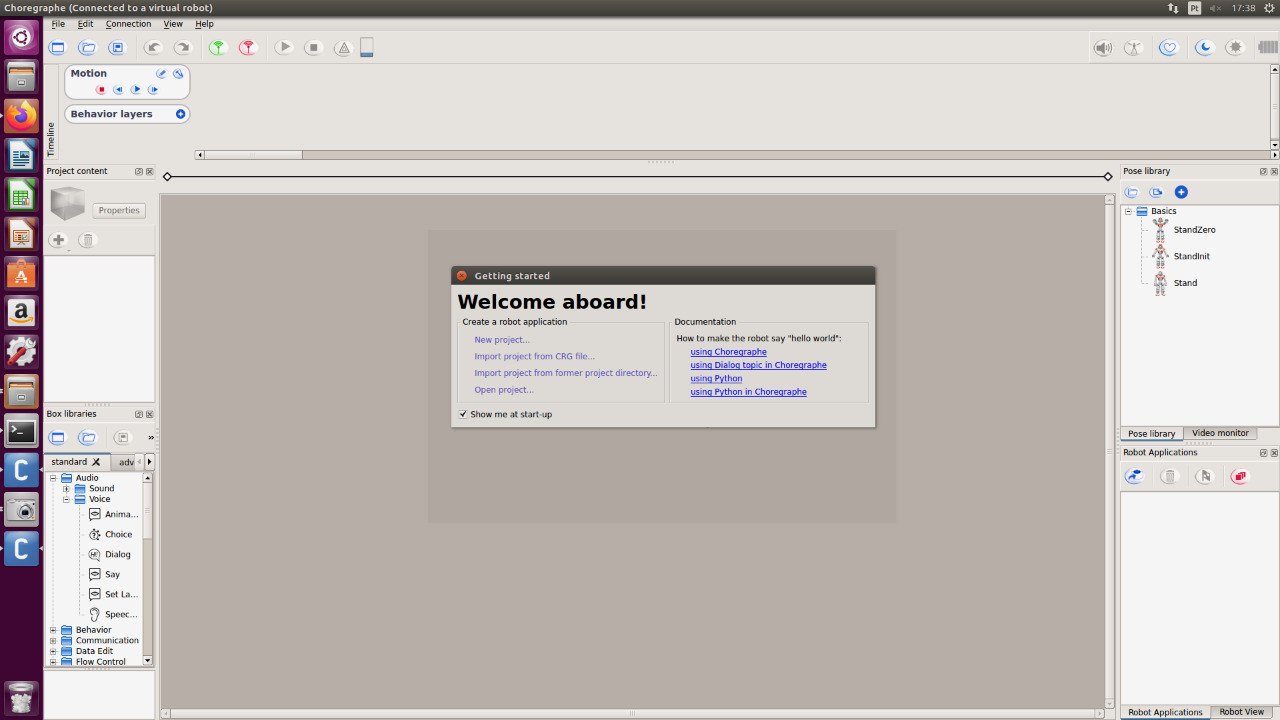 Choregraphe (Connected to a virtual robot)
Pt
17:38
File Edit Connection View Help
Motion
Behavior layers
Timeline
Project content
Properties
Box libraries
standard
adv
Audio
Sound
Voice
Anima...
Choice
Dialog
Say
Set La...
Speec...
Behavior
Communication
Data Edit
Flow Control
Getting started
Welcome aboard!
Create a robot application
New project...
Import project from CRG file...
Import project from former project directory...
Open project...
Documentation
How to make the robot say "hello world":
using Choregraphe
using Dialog topic in Choregraphe
using Python
using Python in Choregraphe
Show me at start-up
Pose library
Basics
StandZero
StandInit
Stand
Pose library Video monitor
Robot Applications
Robot Applications Robot View